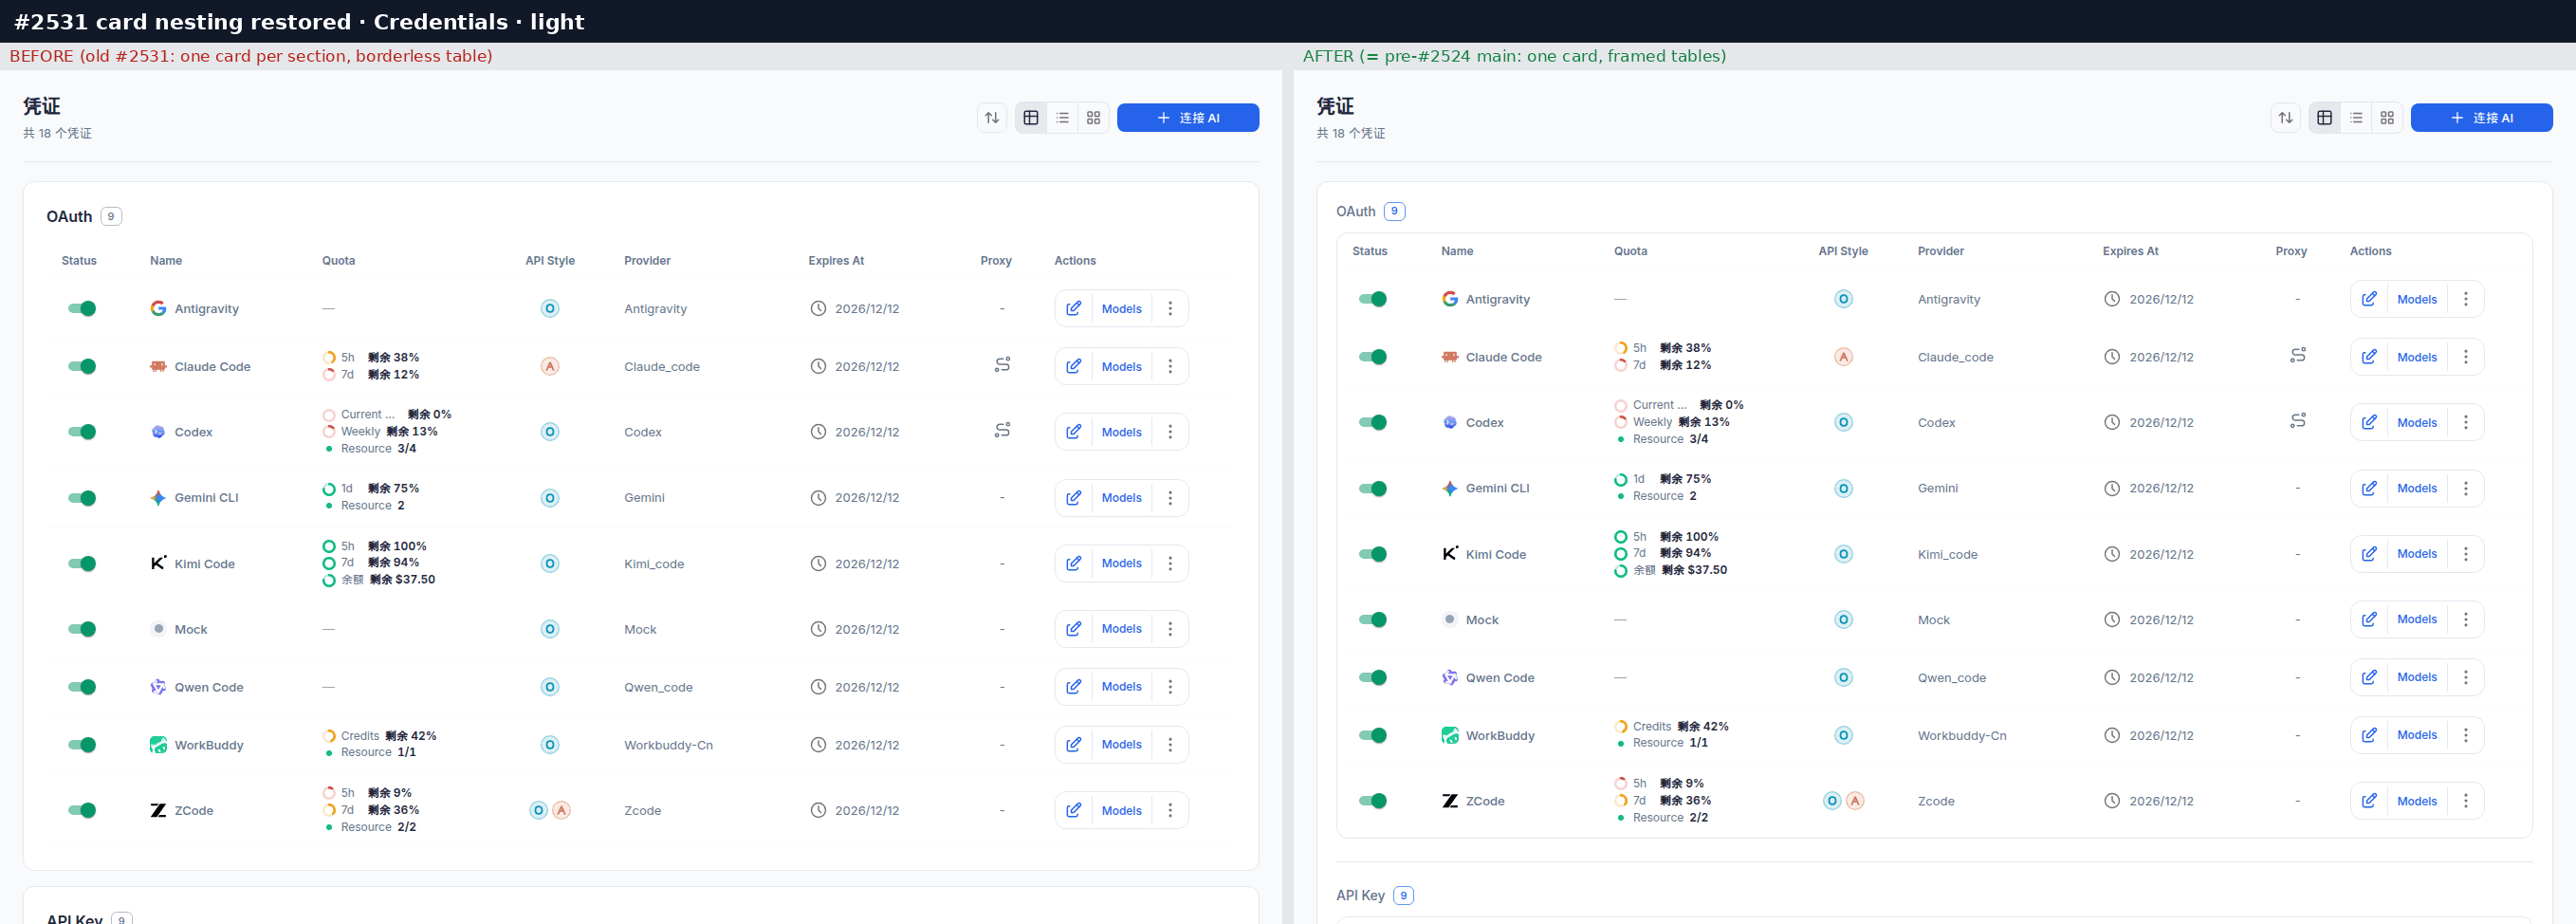 #2531 card nesting restored · Credentials · light
BEFORE (old #2531: one card per section, borderless table)
凭证
共 18 个凭证
连接 AI
OAuth 9
Status Name Quota API Style Provider Expires At Proxy Actions
Antigravity — O Antigravity 2026/12/12 - Models
Claude Code 5h 剩余 38% A Claude_code 2026/12/12 Models
7d 剩余 12%
Codex Current ... 剩余 0% O Codex 2026/12/12 Models
Weekly 剩余 13%
Resource 3/4
Gemini CLI 1d 剩余 75% O Gemini 2026/12/12 - Models
Resource 2
Kimi Code 5h 剩余 100% O Kimi_code 2026/12/12 - Models
7d 剩余 94%
余额 剩余 $37.50
Mock — O Mock 2026/12/12 - Models
Qwen Code — O Qwen_code 2026/12/12 - Models
WorkBuddy Credits 剩余 42% O Workbuddy-Cn 2026/12/12 - Models
Resource 1/1
ZCode 5h 剩余 9% O A Zcode 2026/12/12 - Models
7d 剩余 36%
Resource 2/2
API Key 9
AFTER (= pre-#2524 main: one card, framed tables)
凭证
共 18 个凭证
连接 AI
OAuth 9
Status Name Quota API Style Provider Expires At Proxy Actions
Antigravity — O Antigravity 2026/12/12 - Models
Claude Code 5h 剩余 38% A Claude_code 2026/12/12 Models
7d 剩余 12%
Codex Current ... 剩余 0% O Codex 2026/12/12 Models
Weekly 剩余 13%
Resource 3/4
Gemini CLI 1d 剩余 75% O Gemini 2026/12/12 - Models
Resource 2
Kimi Code 5h 剩余 100% O Kimi_code 2026/12/12 - Models
7d 剩余 94%
余额 剩余 $37.50
Mock — O Mock 2026/12/12 - Models
Qwen Code — O Qwen_code 2026/12/12 - Models
WorkBuddy Credits 剩余 42% O Workbuddy-Cn 2026/12/12 - Models
Resource 1/1
ZCode 5h 剩余 9% O A Zcode 2026/12/12 - Models
7d 剩余 36%
Resource 2/2
API Key 9